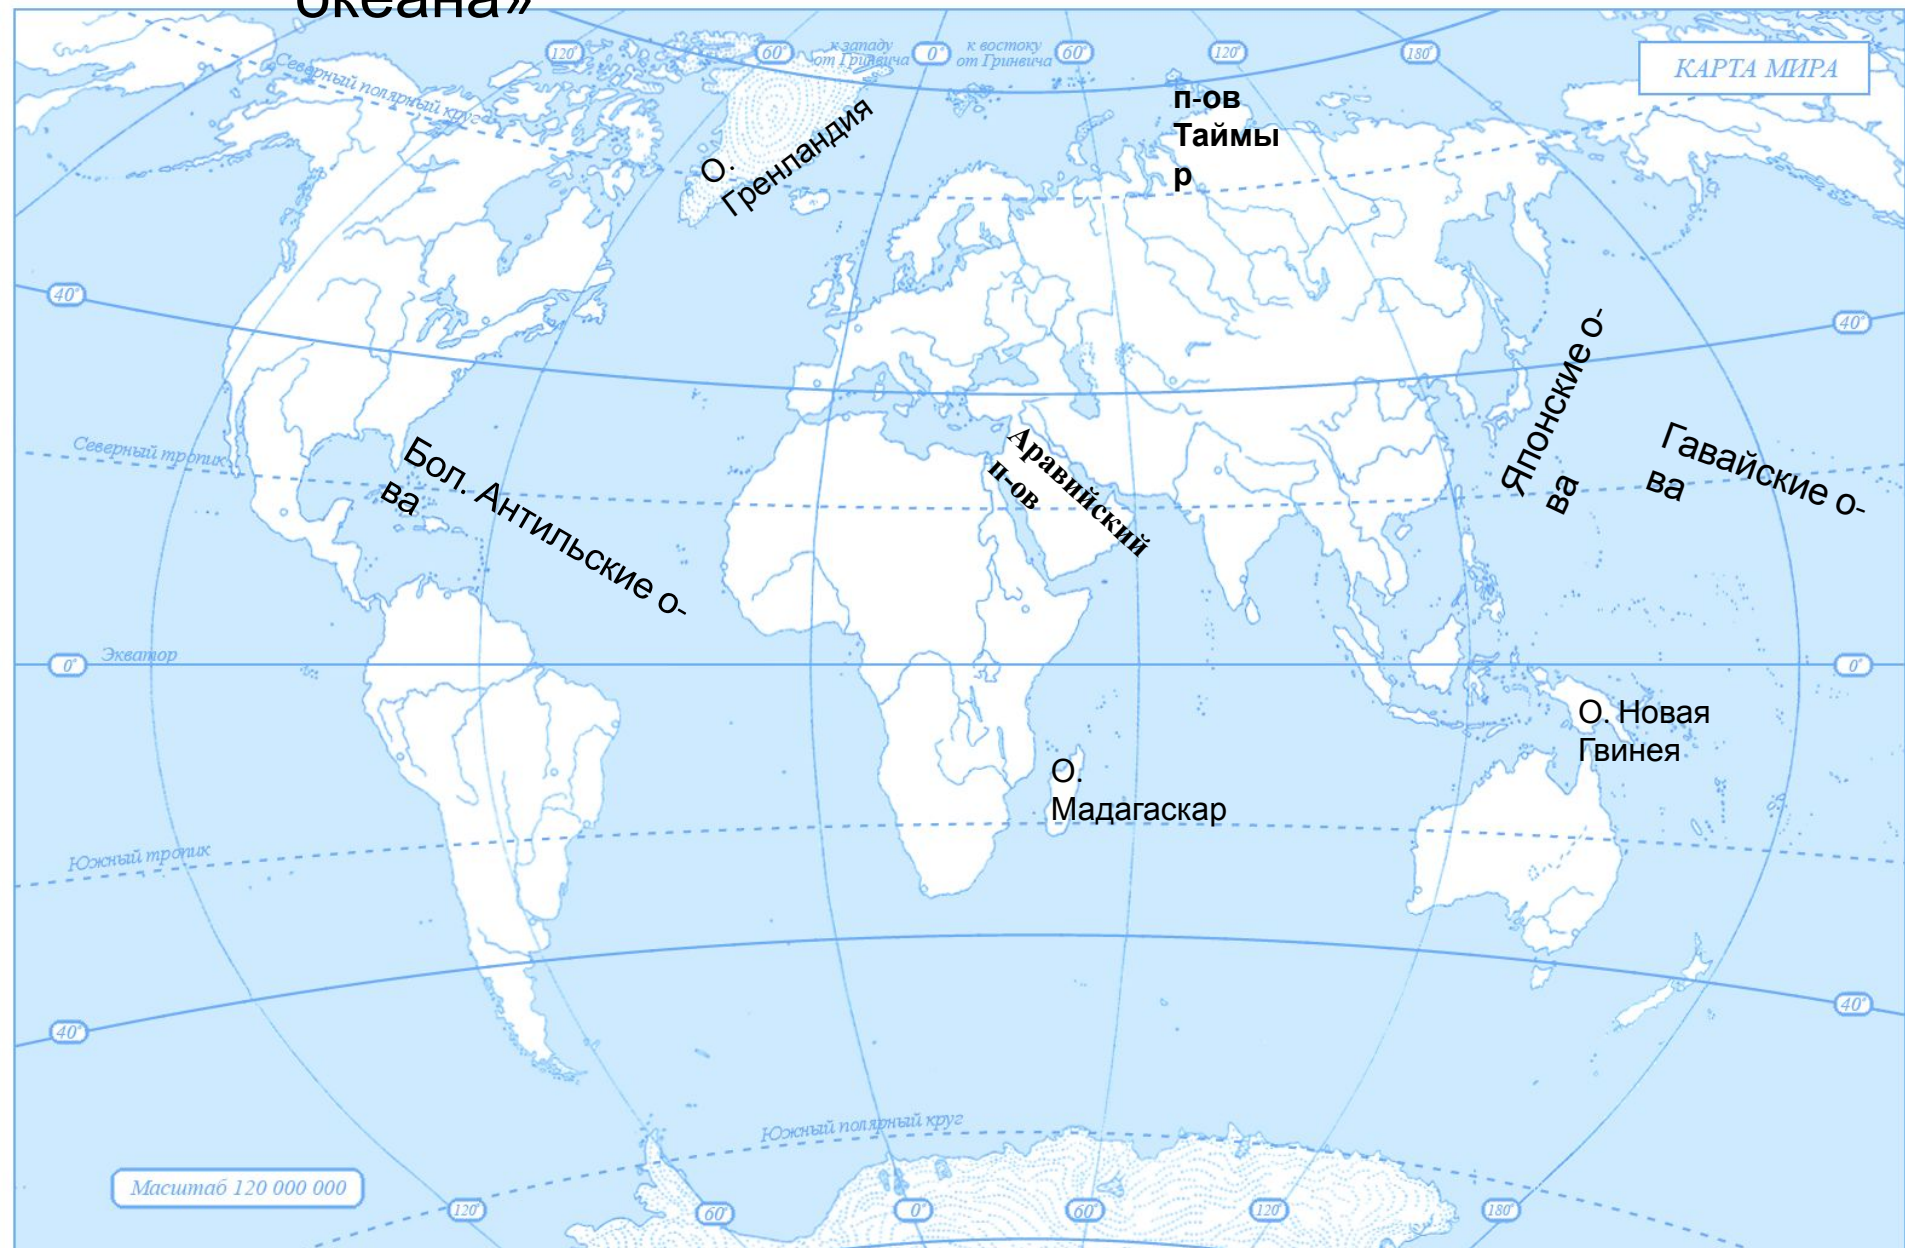 океана»
120°
60°
к западу
от Гринвича
0°
к востоку
от Гринвича
60°
120°
180°
КАРТА МИРА
Северный полярный круг
О.
Гренландия
п-ов
Таймы
р
40°
40°
Северный тропик
Бол. Антильские о-
ва
Аравийский
п-ов
Японские о-
ва
Гавайские о-
ва
Экватор
0°
0°
О. Новая
Гвинея
О.
Мадагаскар
Южный тропик
40°
40°
Южный полярный круг
Масштаб 120 000 000
120°
60°
0°
60°
120°
180°